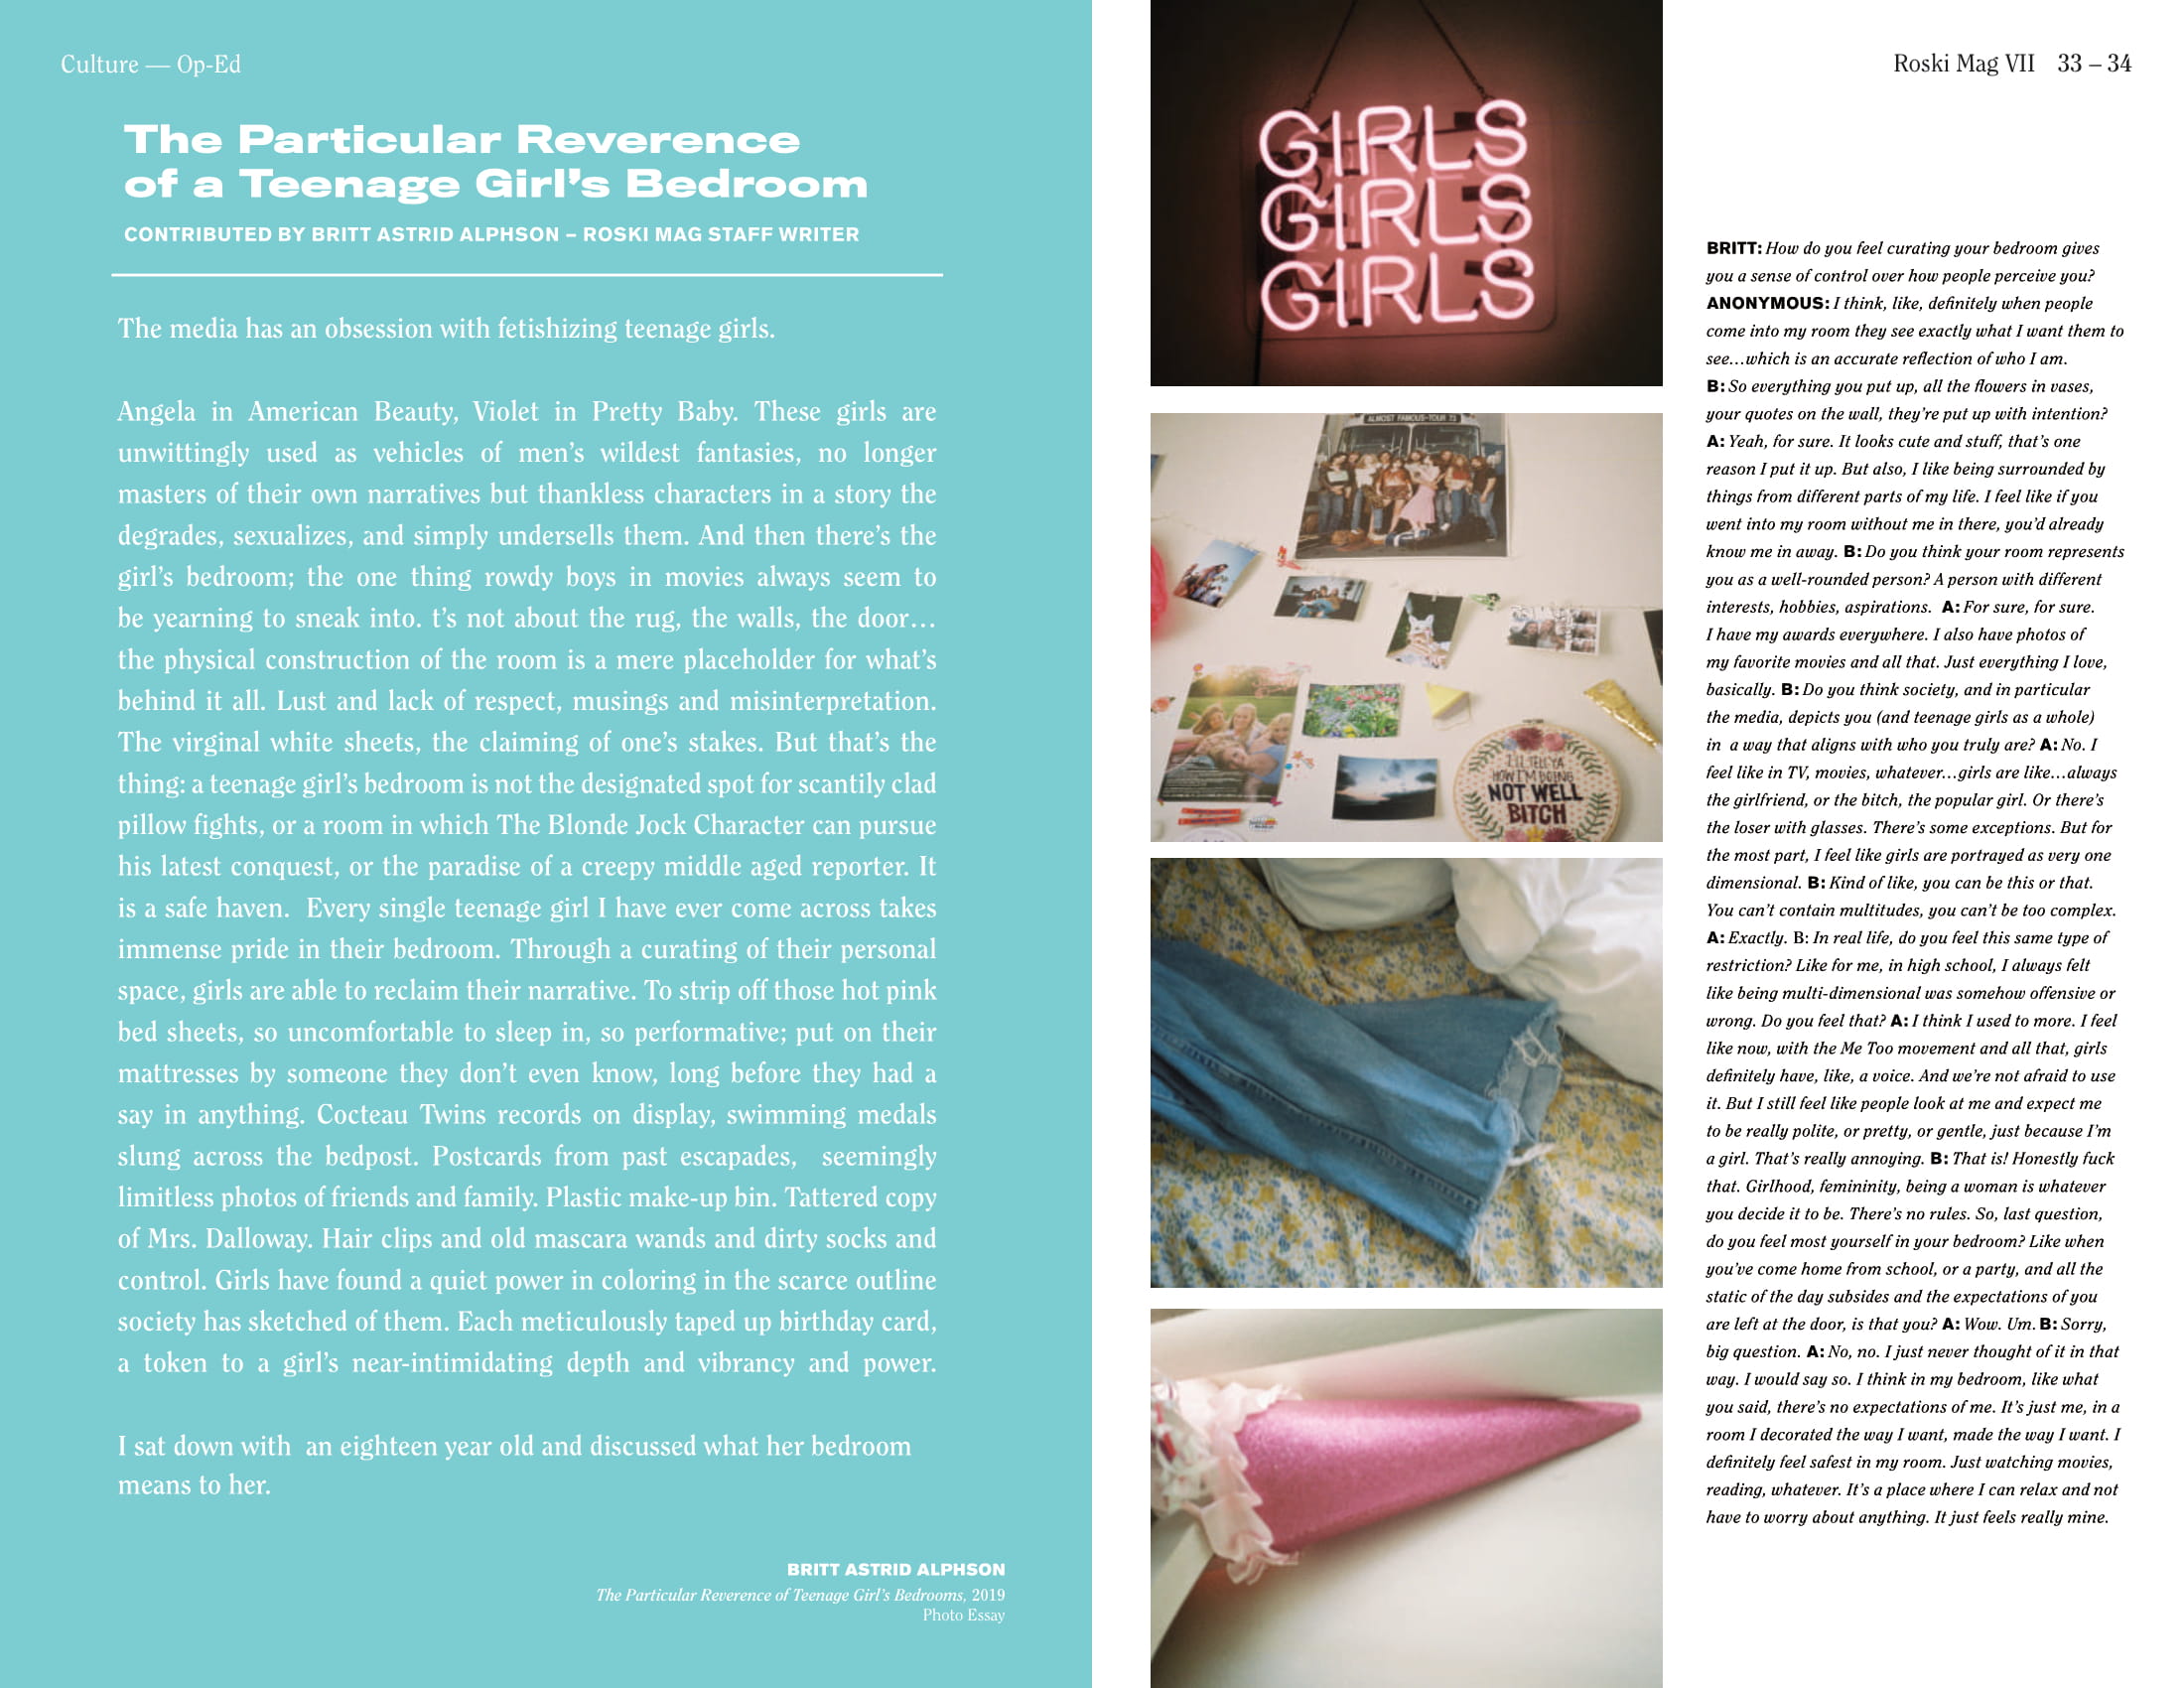 Culture — Op-Ed
The Particular Reverence
of a Teenage Girl's Bedroom
CONTRIBUTED BY BRITT ASTRID ALPHSON – ROSKI MAG STAFF WRITER
The media has an obsession with fetishizing teenage girls.
Angela in American Beauty, Violet in Pretty Baby. These girls are
unwittingly used as vehicles of men's wildest fantasies, no longer
masters of their own narratives but thankless characters in a story the
degrades, sexualizes, and simply undersells them. And then there's the
girl's bedroom; the one thing rowdy boys in movies always seem to
be yearning to sneak into. t's not about the rug, the walls, the door…
the physical construction of the room is a mere placeholder for what's
behind it all. Lust and lack of respect, musings and misinterpretation.
The virginal white sheets, the claiming of one's stakes. But that's the
thing: a teenage girl's bedroom is not the designated spot for scantily clad
pillow fights, or a room in which The Blonde Jock Character can pursue
his latest conquest, or the paradise of a creepy middle aged reporter. It
is a safe haven.  Every single teenage girl I have ever come across takes
immense pride in their bedroom. Through a curating of their personal
space, girls are able to reclaim their narrative. To strip off those hot pink
bed sheets, so uncomfortable to sleep in, so performative; put on their
mattresses by someone they don't even know, long before they had a
say in anything. Cocteau Twins records on display, swimming medals
slung across the bedpost. Postcards from past escapades,  seemingly
limitless photos of friends and family. Plastic make-up bin. Tattered copy
of Mrs. Dalloway. Hair clips and old mascara wands and dirty socks and
control. Girls have found a quiet power in coloring in the scarce outline
society has sketched of them. Each meticulously taped up birthday card,
a token to a girl's near-intimidating depth and vibrancy and power.
I sat down with  an eighteen year old and discussed what her bedroom
means to her.
BRITT ASTRID ALPHSON
The Particular Reverence of Teenage Girl's Bedrooms, 2019
Photo Essay
GIRLS
GIRLS
GIRLS
ALMOST FAMOUS-TOUR 73
I'LL TELL YA
HOW I'M DOING
NOT WELL
BITCH
Roski Mag VII 33 – 34
BRITT: How do you feel curating your bedroom gives
you a sense of control over how people perceive you?
ANONYMOUS: I think, like, definitely when people
come into my room they see exactly what I want them to
see…which is an accurate reflection of who I am.
B: So everything you put up, all the flowers in vases,
your quotes on the wall, they're put up with intention?
A: Yeah, for sure. It looks cute and stuff, that's one
reason I put it up. But also, I like being surrounded by
things from different parts of my life. I feel like if you
went into my room without me in there, you'd already
know me in away. B: Do you think your room represents
you as a well-rounded person? A person with different
interests, hobbies, aspirations.  A: For sure, for sure.
I have my awards everywhere. I also have photos of
my favorite movies and all that. Just everything I love,
basically. B: Do you think society, and in particular
the media, depicts you (and teenage girls as a whole)
in  a way that aligns with who you truly are? A: No. I
feel like in TV, movies, whatever…girls are like…always
the girlfriend, or the bitch, the popular girl. Or there's
the loser with glasses. There's some exceptions. But for
the most part, I feel like girls are portrayed as very one
dimensional. B: Kind of like, you can be this or that.
You can't contain multitudes, you can't be too complex.
A: Exactly. B: In real life, do you feel this same type of
restriction? Like for me, in high school, I always felt
like being multi-dimensional was somehow offensive or
wrong. Do you feel that? A: I think I used to more. I feel
like now, with the Me Too movement and all that, girls
definitely have, like, a voice. And we're not afraid to use
it. But I still feel like people look at me and expect me
to be really polite, or pretty, or gentle, just because I'm
a girl. That's really annoying. B: That is! Honestly fuck
that. Girlhood, femininity, being a woman is whatever
you decide it to be. There's no rules. So, last question,
do you feel most yourself in your bedroom? Like when
you've come home from school, or a party, and all the
static of the day subsides and the expectations of you
are left at the door, is that you? A: Wow. Um. B: Sorry,
big question. A: No, no. I just never thought of it in that
way. I would say so. I think in my bedroom, like what
you said, there's no expectations of me. It's just me, in a
room I decorated the way I want, made the way I want. I
definitely feel safest in my room. Just watching movies,
reading, whatever. It's a place where I can relax and not
have to worry about anything. It just feels really mine.